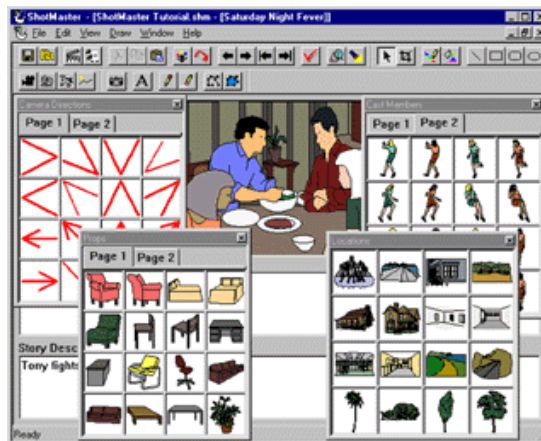 ShotMaster - [ShotMaster Tutorial.shm - [Saturday Night Fever]]
File Edit View Draw Window Help
A
Camera Directions
Page 1 Page 2
Cast Members
Page 1 Page 2
Props
Page 1 Page 2
Locations
Story Desc
Tony fights
Ready